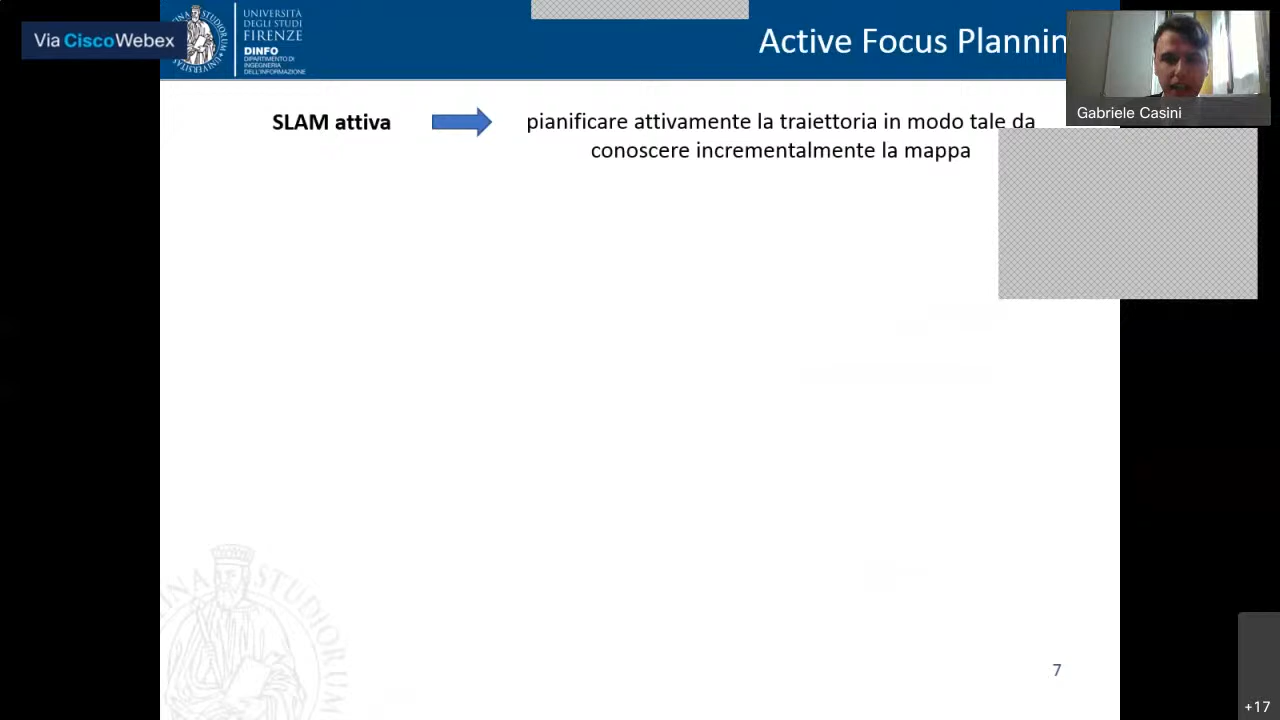 Via CiscoWebex
UNIVERSITÀ
DEGLI STUDI
FIRENZE
DINFO
DIPARTIMENTO DI
INGEGNERIA
DELL'INFORMAZIONE
Active Focus Plannin
Gabriele Casini
SLAM attiva
pianificare attivamente la traiettoria in modo tale da
conoscere incrementalmente la mappa
7
+17